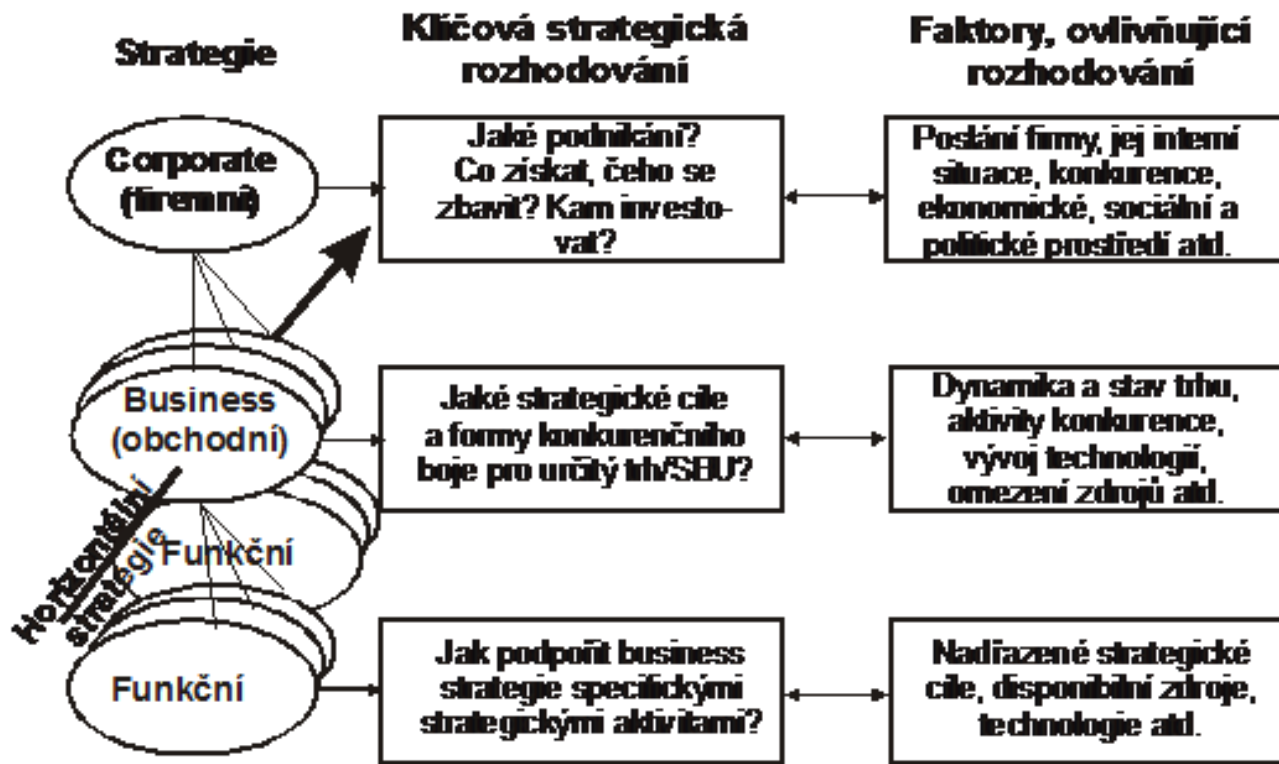 Strategie
Klíčová strategická
rozhodování
Faktory, ovlivňující
rozhodování
Corporate
(firemní)
Jaké podnikání?
Co získat, čeho se
zbavit? Kam investo-
vat?
Poslání firmy, jej interní
situace, konkurence,
ekonomické, sociální a
politické prostředí atd.
Business
(obchodní)
Jaké strategické cíle
a formy konkurenčního
boje pro určitý trh/SBU?
Dynamika a stav trhu,
aktivity konkurence,
vývoj technologií,
omezení zdrojů atd.
Horizontální
strategie
Funkční
Funkční
Jak podpořit business
strategie specifickými
strategickými aktivitami?
Nadřazené strategické
cíle, disponibilní zdroje,
technologie atd.